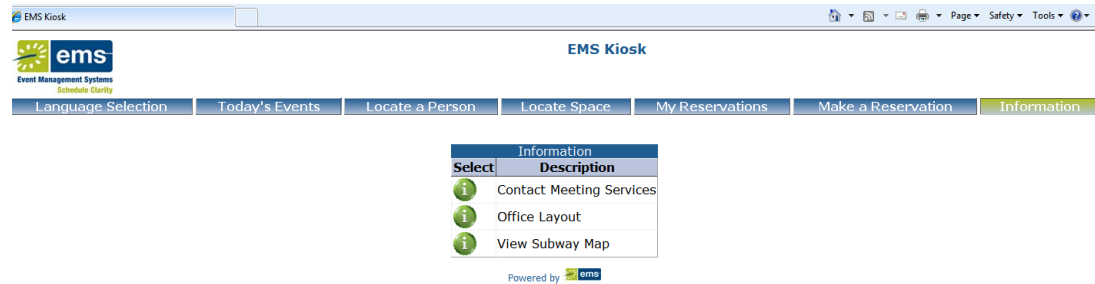 EMS Kiosk
Page Safety Tools
ems
Event Management Systems
Schedule Clarity
EMS Kiosk
Language Selection Today's Events Locate a Person Locate Space My Reservations Make a Reservation Information
Information
Select Description
i Contact Meeting Services
i Office Layout
i View Subway Map
Powered by ems